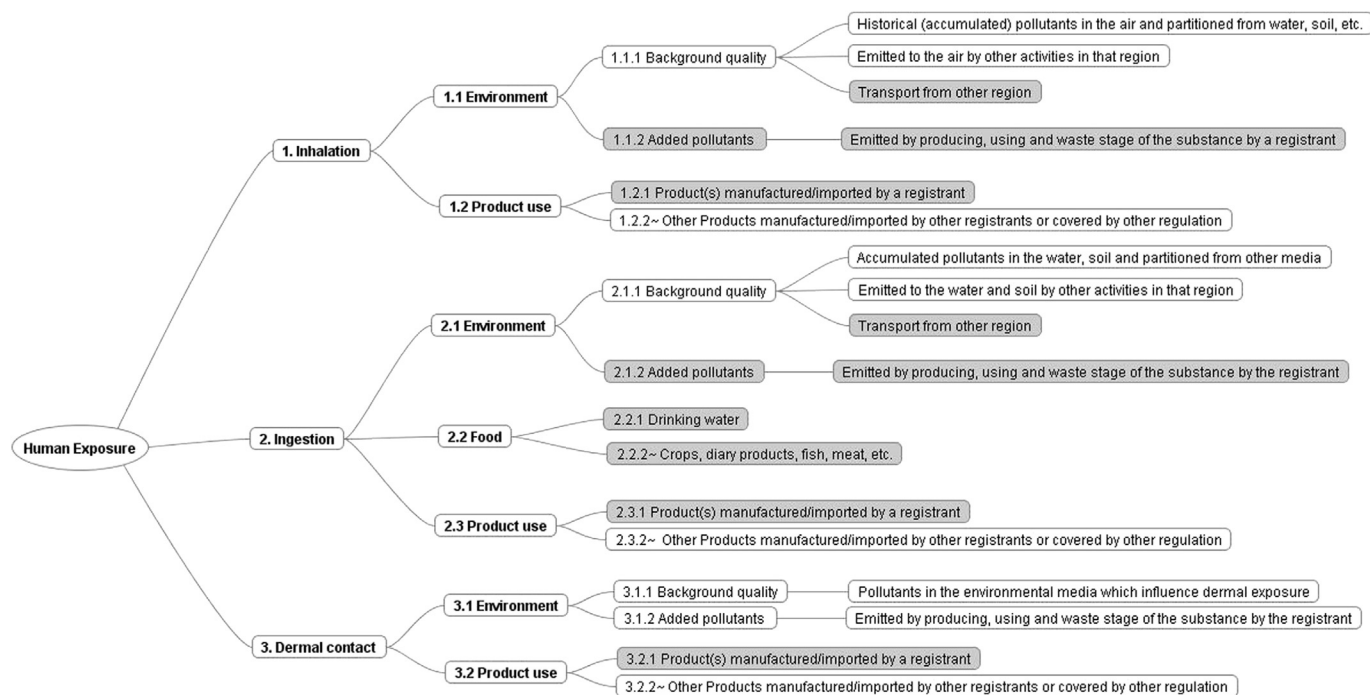 Human Exposure
1. Inhalation
1.1 Environment
1.1.1 Background quality
Historical (accumulated) pollutants in the air and partitioned from water, soil, etc.
Emitted to the air by other activities in that region
Transport from other region
1.1.2 Added pollutants
Emitted by producing, using and waste stage of the substance by a registrant
1.2 Product use
1.2.1 Product(s) manufactured/imported by a registrant
1.2.2~ Other Products manufactured/imported by other registrants or covered by other regulation
2. Ingestion
2.1 Environment
2.1.1 Background quality
Accumulated pollutants in the water, soil and partitioned from other media
Emitted to the water and soil by other activities in that region
Transport from other region
2.1.2 Added pollutants
Emitted by producing, using and waste stage of the substance by the registrant
2.2 Food
2.2.1 Drinking water
2.2.2~ Crops, diary products, fish, meat, etc.
2.3 Product use
2.3.1 Product(s) manufactured/imported by a registrant
2.3.2~ Other Products manufactured/imported by other registrants or covered by other regulation
3. Dermal contact
3.1 Environment
3.1.1 Background quality
Pollutants in the environmental media which influence dermal exposure
3.1.2 Added pollutants
Emitted by producing, using and waste stage of the substance by the registrant
3.2 Product use
3.2.1 Product(s) manufactured/imported by a registrant
3.2.2~ Other Products manufactured/imported by other registrants or covered by other regulation